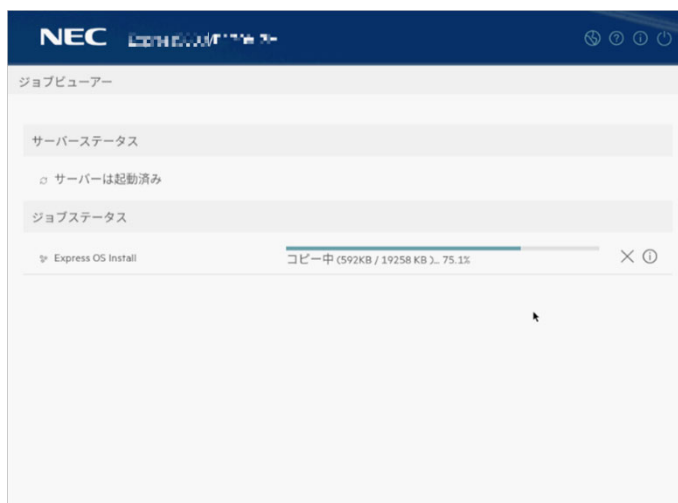 NEC
ジョブビューアー
サーバーステータス
サーバーは起動済み
ジョブステータス
Express OS Install
コピー中 (592KB / 19258 KB )... 75.1%